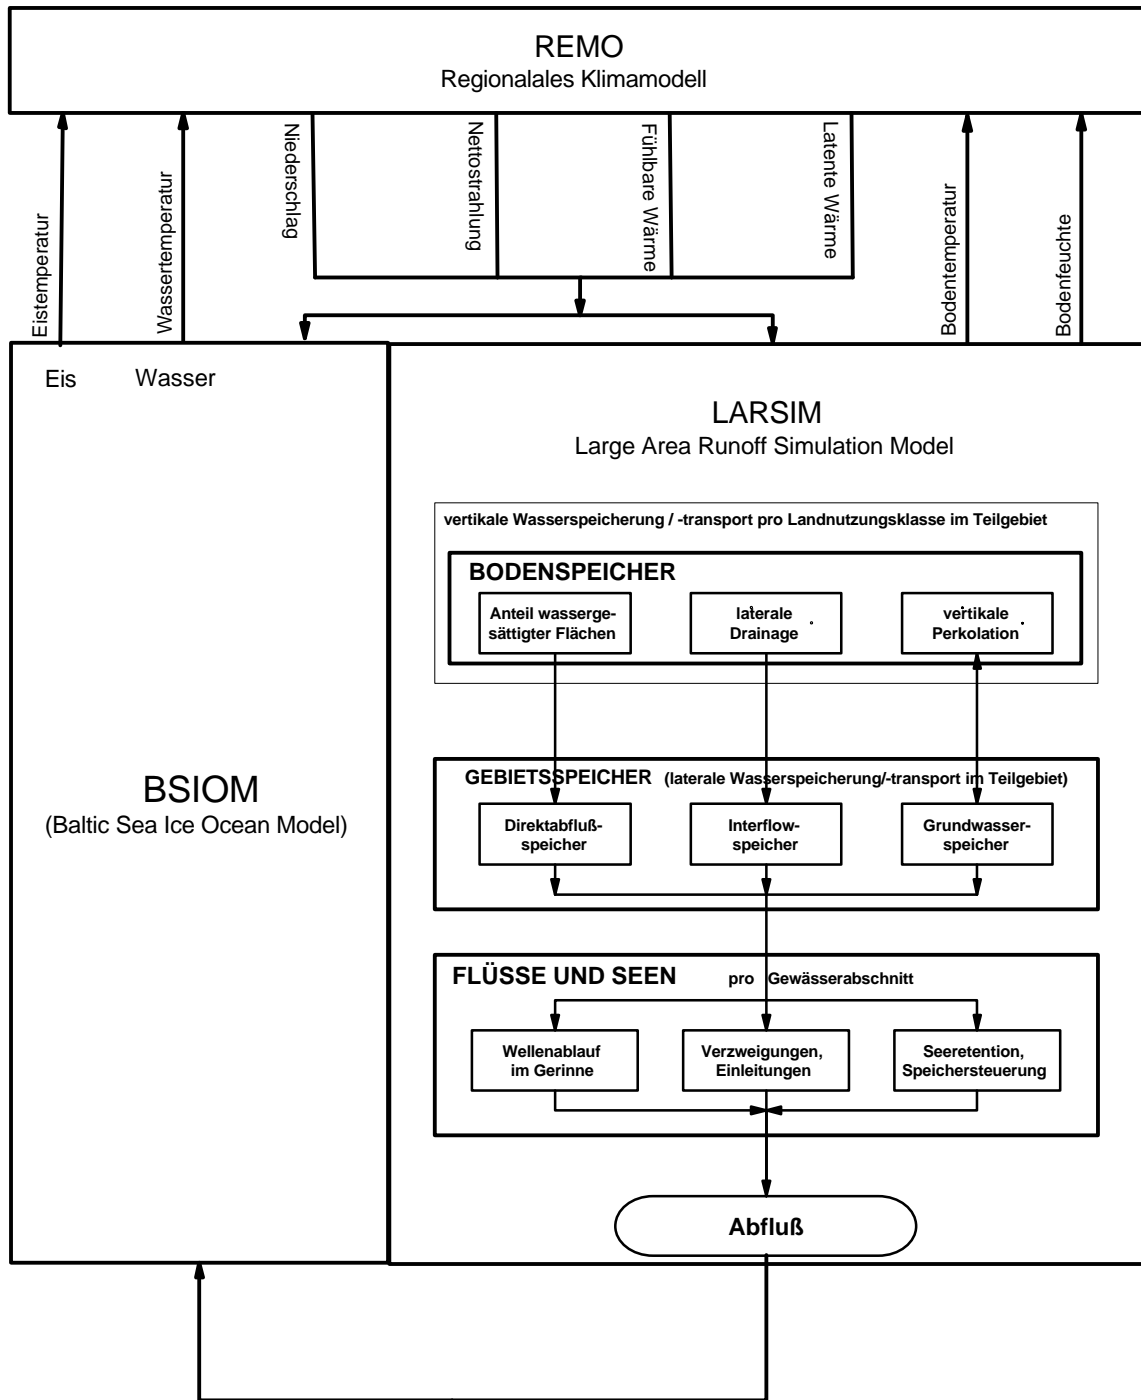 REMO
Regionalales Klimamodell
Eistemperatur
Wassertemperatur
Niederschlag
Nettostrahlung
Fühlbare Wärme
Latente Wärme
Bodentemperatur
Bodenfeuchte
Eis
Wasser
BSIOM
(Baltic Sea Ice Ocean Model)
LARSIM
Large Area Runoff Simulation Model
vertikale Wasserspeicherung / -transport pro Landnutzungsklasse im Teilgebiet
BODENSPEICHER
Anteil wasserge-
sättigter Flächen
laterale
Drainage
vertikale
Perkolation
GEBIETSSPEICHER (laterale Wasserspeicherung/-transport im Teilgebiet)
Direktabfluß-
speicher
Interflow-
speicher
Grundwasser-
speicher
FLÜSSE UND SEEN pro Gewässerabschnitt
Wellenablauf
im Gerinne
Verzweigungen,
Einleitungen
Seeretention,
Speichersteuerung
Abfluß